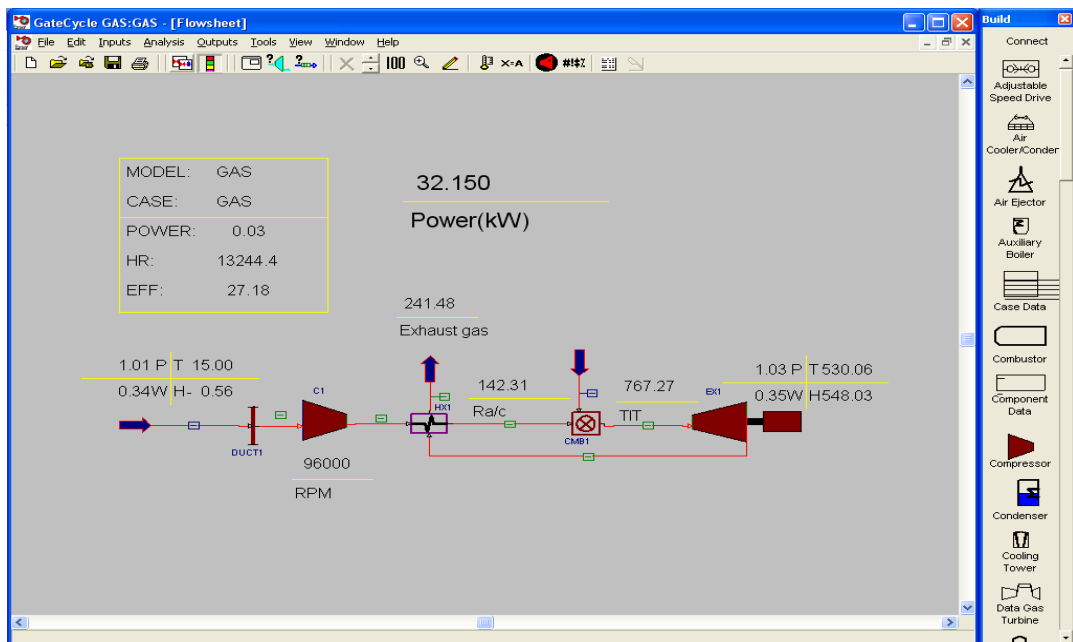 GateCycle GAS:GAS - [Flowsheet]
File Edit Inputs Analysis Outputs Tools View Window Help
100 X=A #!$%
MODEL: GAS
CASE: GAS
POWER: 0.03
HR: 13244.4
EFF: 27.18
32.150
Power(kW)
241.48
Exhaust gas
1.01 P T 15.00
0.34W H- 0.56
C1
DUCT1
96000
RPM
HX1
142.31
Ra/c
CMB1
767.27
TIT
EX1
1.03 P T 530.06
0.35W H548.03
Build
Connect
Adjustable
Speed Drive
Air
Cooler/Conder
Air Ejector
Auxiliary
Boiler
Case Data
Combustor
Component
Data
Compressor
Condenser
Cooling
Tower
Data Gas
Turbine